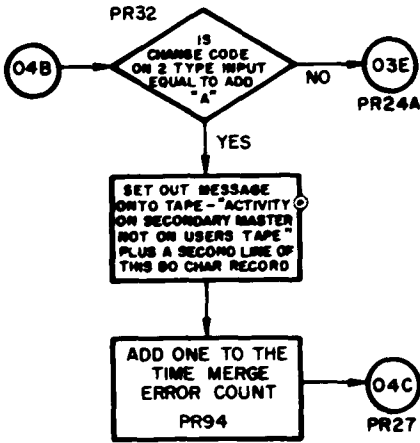 PR32
04B
IS
CHANGE CODE
ON 2 TYPE INPUT
EQUAL TO ADD
"A"
NO
03E
PR24A
YES
SET OUT MESSAGE
ONTO TAPE - "ACTIVITY
ON SECONDARY MASTER
NOT ON USERS TAPE"
PLUS A SECOND LINE OF
THIS 80 CHAR RECORD
ADD ONE TO THE
TIME MERGE
ERROR COUNT
PR94
04C
PR27